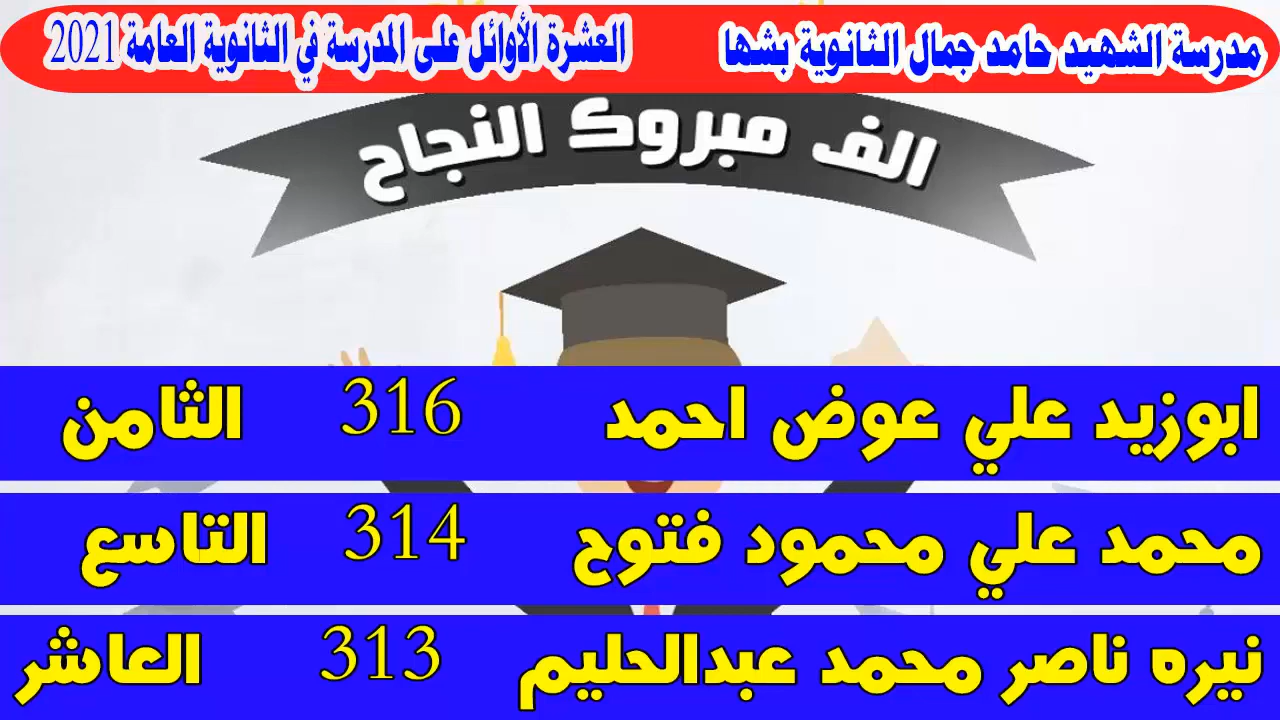 مدرسة الشهيد حامد جمال الثانوية بشها العشرة الأوائل على المدرسة في الثانوية العامة 2021
الف مبروك النجاح
ابوزيد علي عوض احمد 316 الثامن
محمد علي محمود فتوح 314 التاسع
نيره ناصر محمد عبدالحليم 313 العاشر